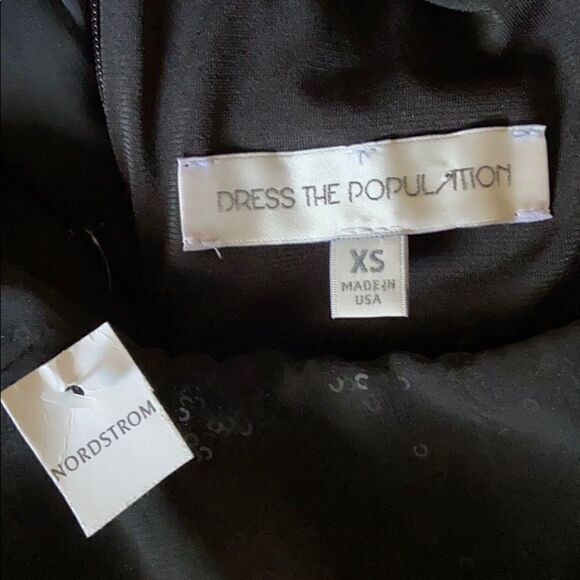 DRESS THE POPULATION
XS
MADE IN
USA
NORDSTROM